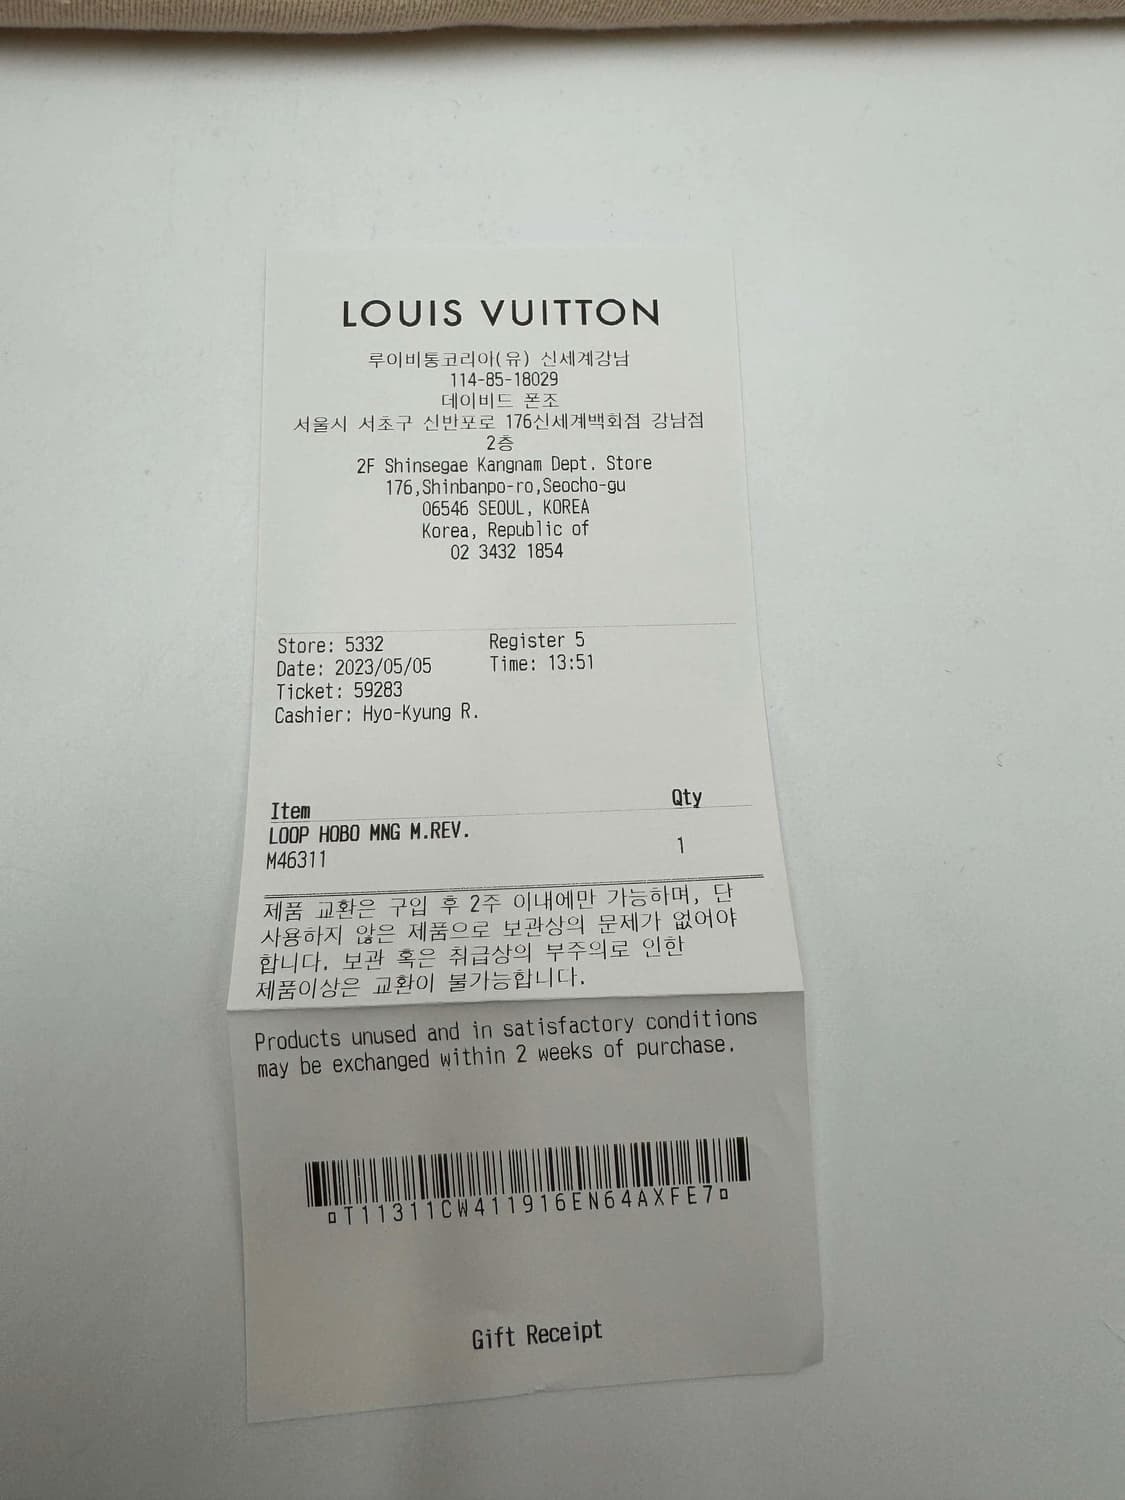 LOUIS VUITTON
루이비통코리아(유) 신세계강남
114-85-18029
데이비드 폰조
서울시 서초구 신반포로 176신세계백화점 강남점
2층
2F Shinsegae Kangnam Dept. Store
176,Shinbanpo-ro,Seocho-gu
06546 SEOUL, KOREA
Korea, Republic of
02 3432 1854
Store: 5332 Register 5
Date: 2023/05/05 Time: 13:51
Ticket: 59283
Cashier: Hyo-Kyung R.
Item Qty
LOOP HOBO MNG M.REV.
M46311 1
제품 교환은 구입 후 2주 이내에만 가능하며, 단
사용하지 않은 제품으로 보관상의 문제가 없어야
합니다. 보관 혹은 취급상의 부주의로 인한
제품이상은 교환이 불가능합니다.
Products unused and in satisfactory conditions
may be exchanged within 2 weeks of purchase.
¤T11311CW411916EN64AXFE7¤
Gift Receipt